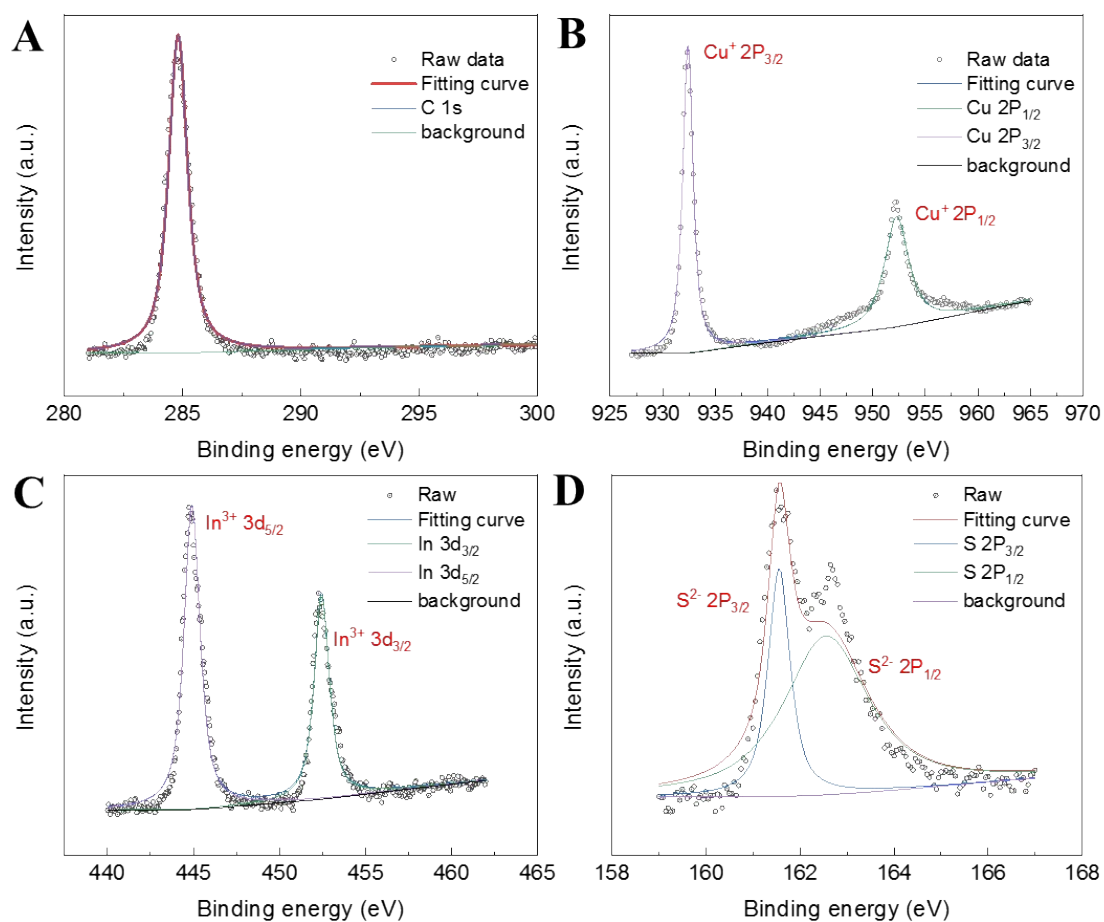 A
Raw data
Fitting curve
C 1s
background
Intensity (a.u.)
280 285 290 295 300
Binding energy (eV)
B
Cu⁺ 2P₃/₂
Raw data
Fitting curve
Cu 2P₁/₂
Cu 2P₃/₂
background
Cu⁺ 2P₁/₂
Intensity (a.u.)
925 930 935 940 945 950 955 960 965 970
Binding energy (eV)
C
In³⁺ 3d₅/₂
Raw
Fitting curve
In 3d₃/₂
In 3d₅/₂
background
In³⁺ 3d₃/₂
Intensity (a.u.)
440 445 450 455 460 465
Binding energy (eV)
D
Raw
Fitting curve
S 2P₃/₂
S 2P₁/₂
background
S²⁻ 2P₃/₂
S²⁻ 2P₁/₂
Intensity (a.u.)
158 160 162 164 166 168
Binding energy (eV)